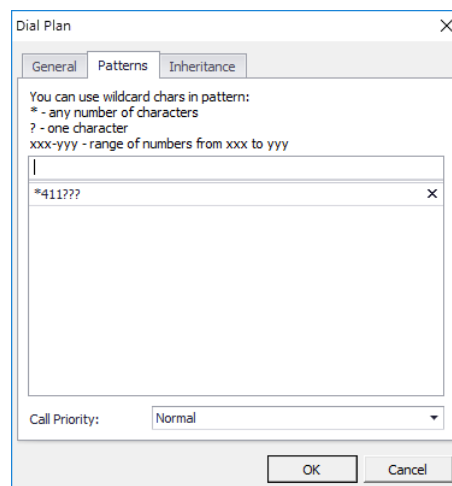 Dial Plan
General Patterns Inheritance
You can use wildcard chars in pattern:
* - any number of characters
? - one character
xxx-yyy - range of numbers from xxx to yyy
*411???
Call Priority: Normal
OK Cancel